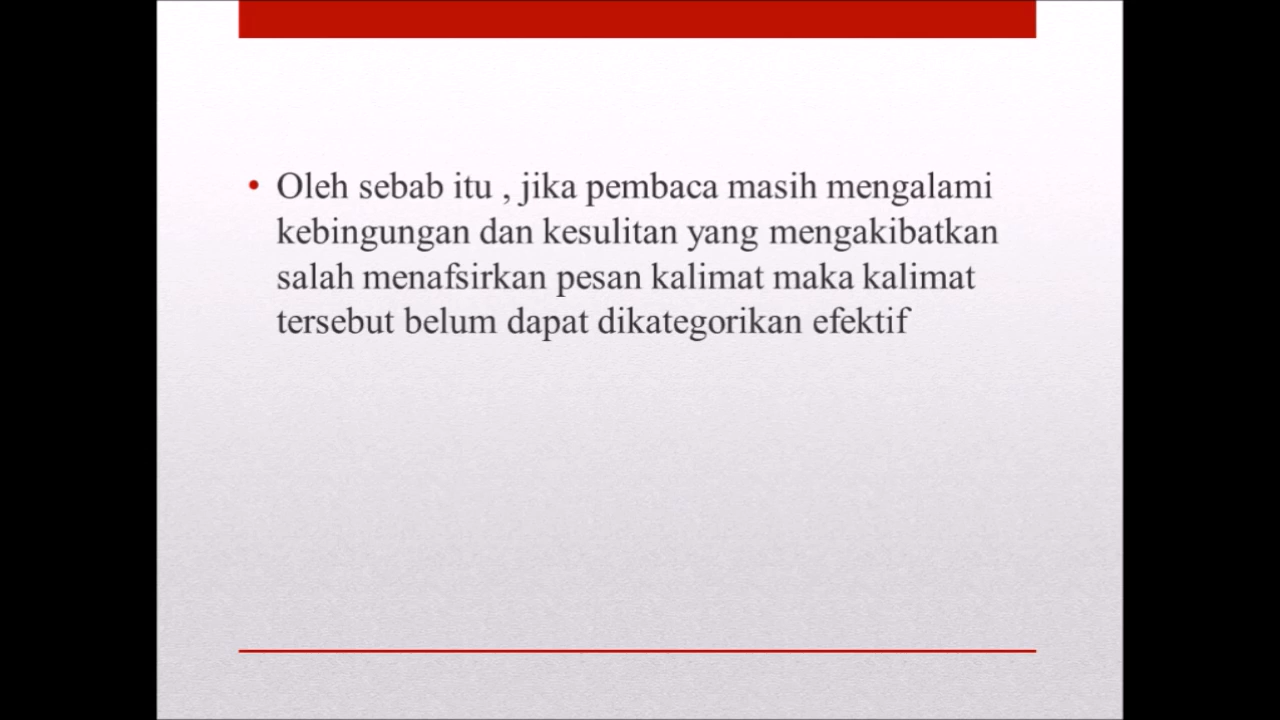 • Oleh sebab itu , jika pembaca masih mengalami
kebingungan dan kesulitan yang mengakibatkan
salah menafsirkan pesan kalimat maka kalimat
tersebut belum dapat dikategorikan efektif